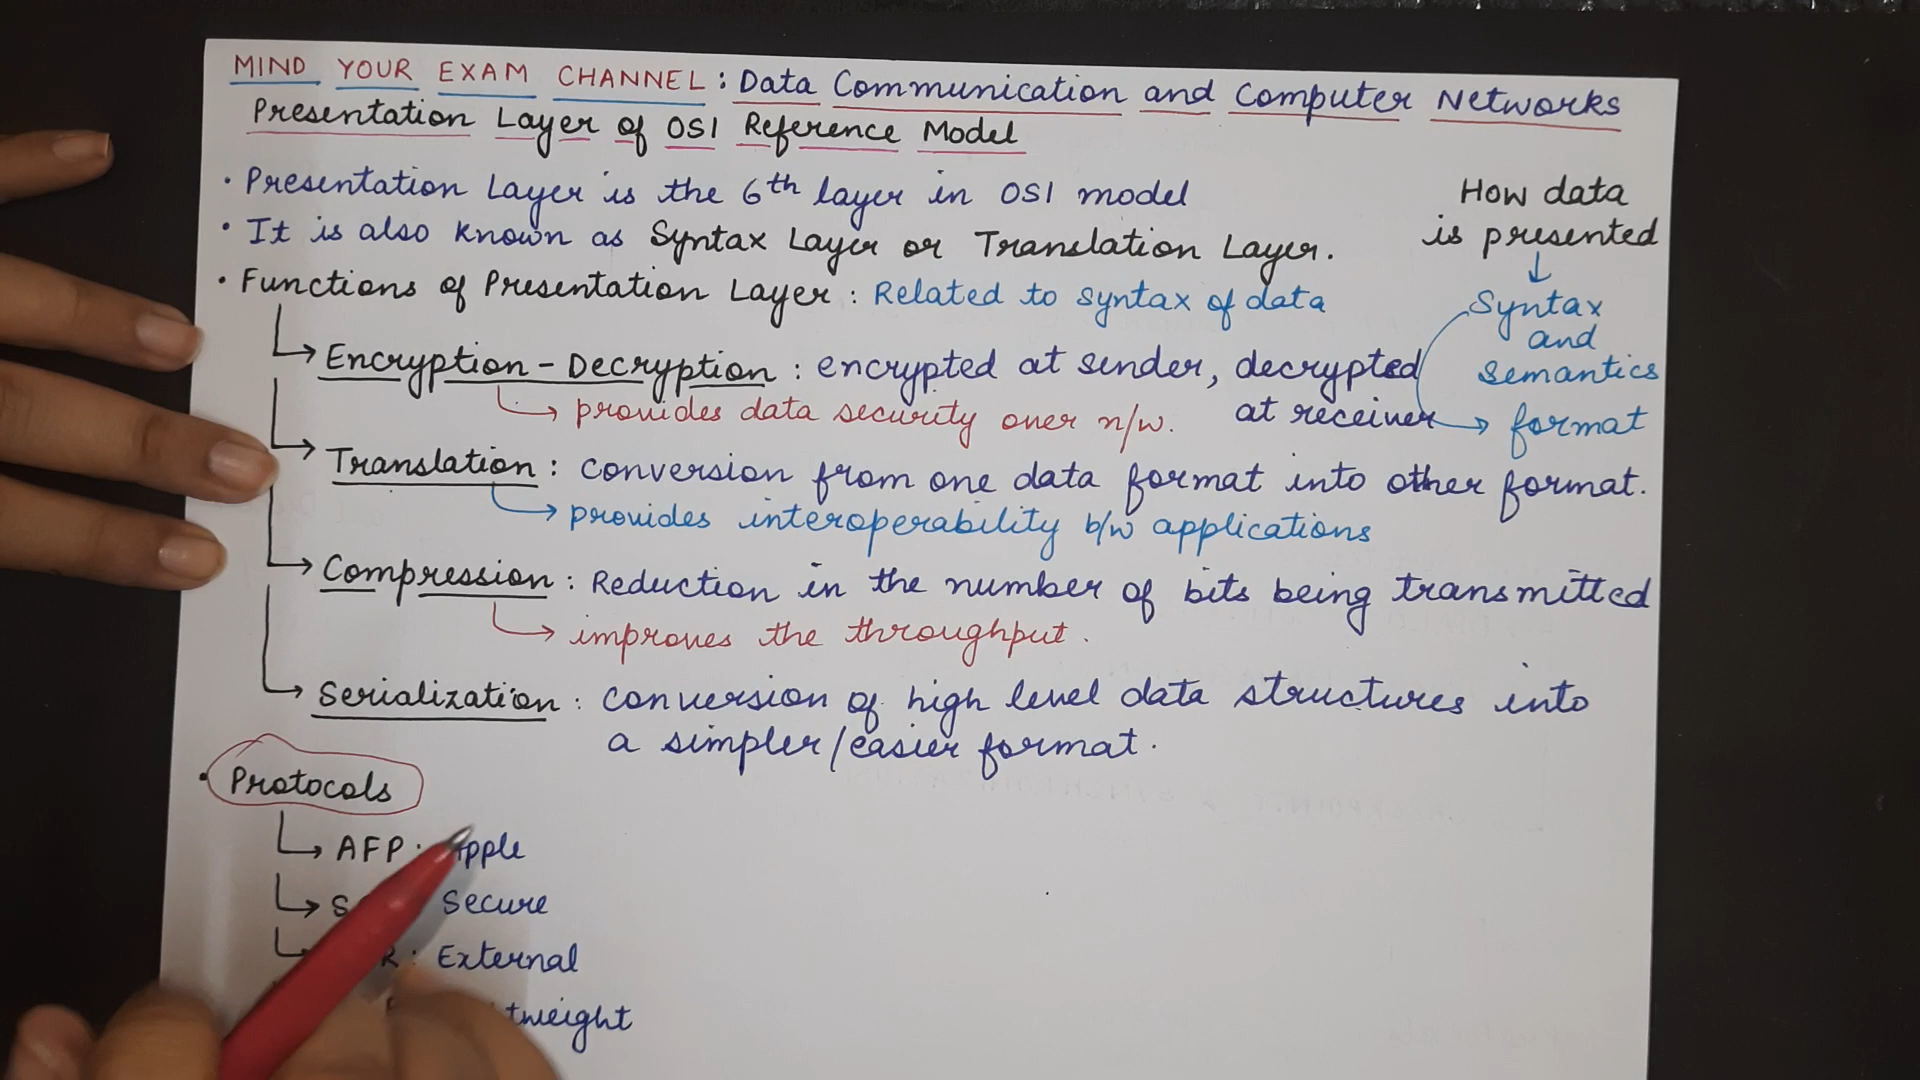 MIND YOUR EXAM CHANNEL : Data Communication and Computer Networks
Presentation Layer of OSI Reference Model
• Presentation Layer is the 6th layer in OSI model
• It is also known as Syntax Layer or Translation Layer.
• Functions of Presentation Layer : Related to syntax of data
How data
is presented
↓
Syntax
and
semantics
→ format
→ Encryption - Decryption : encrypted at sender, decrypted
at receiver
→ provides data security over n/w.
→ Translation : conversion from one data format into other format.
→ provides interoperability b/w applications
→ Compression : Reduction in the number of bits being transmitted
→ improves the throughput.
→ Serialization : conversion of high level data structures into
a simpler/easier format.
• Protocols
→ AFP : Apple
→ S Secure
R : External
tweight